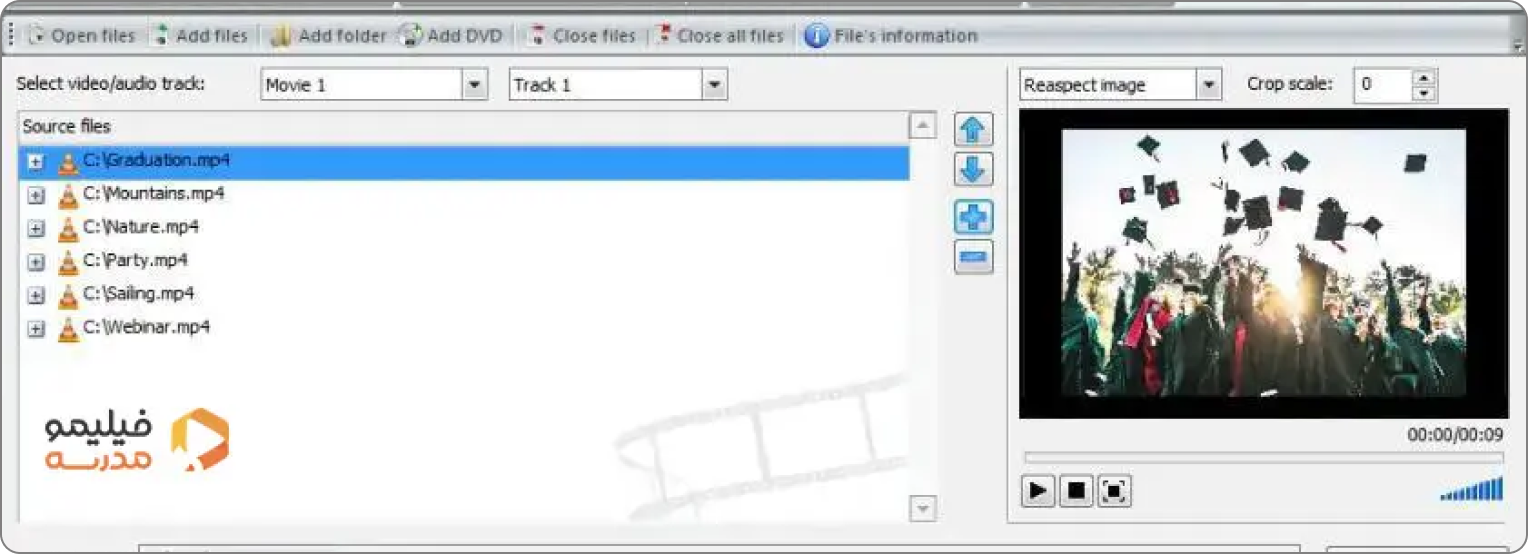 Open files Add files Add folder Add DVD Close files Close all files File's information
Select video/audio track: Movie 1 Track 1 Reaspect image Crop scale: 0
Source files
C:\Graduation.mp4
C:\Mountains.mp4
C:\Nature.mp4
C:\Party.mp4
C:\Sailing.mp4
C:\Webinar.mp4
فیلیمو
مدرسه
00:00/00:09